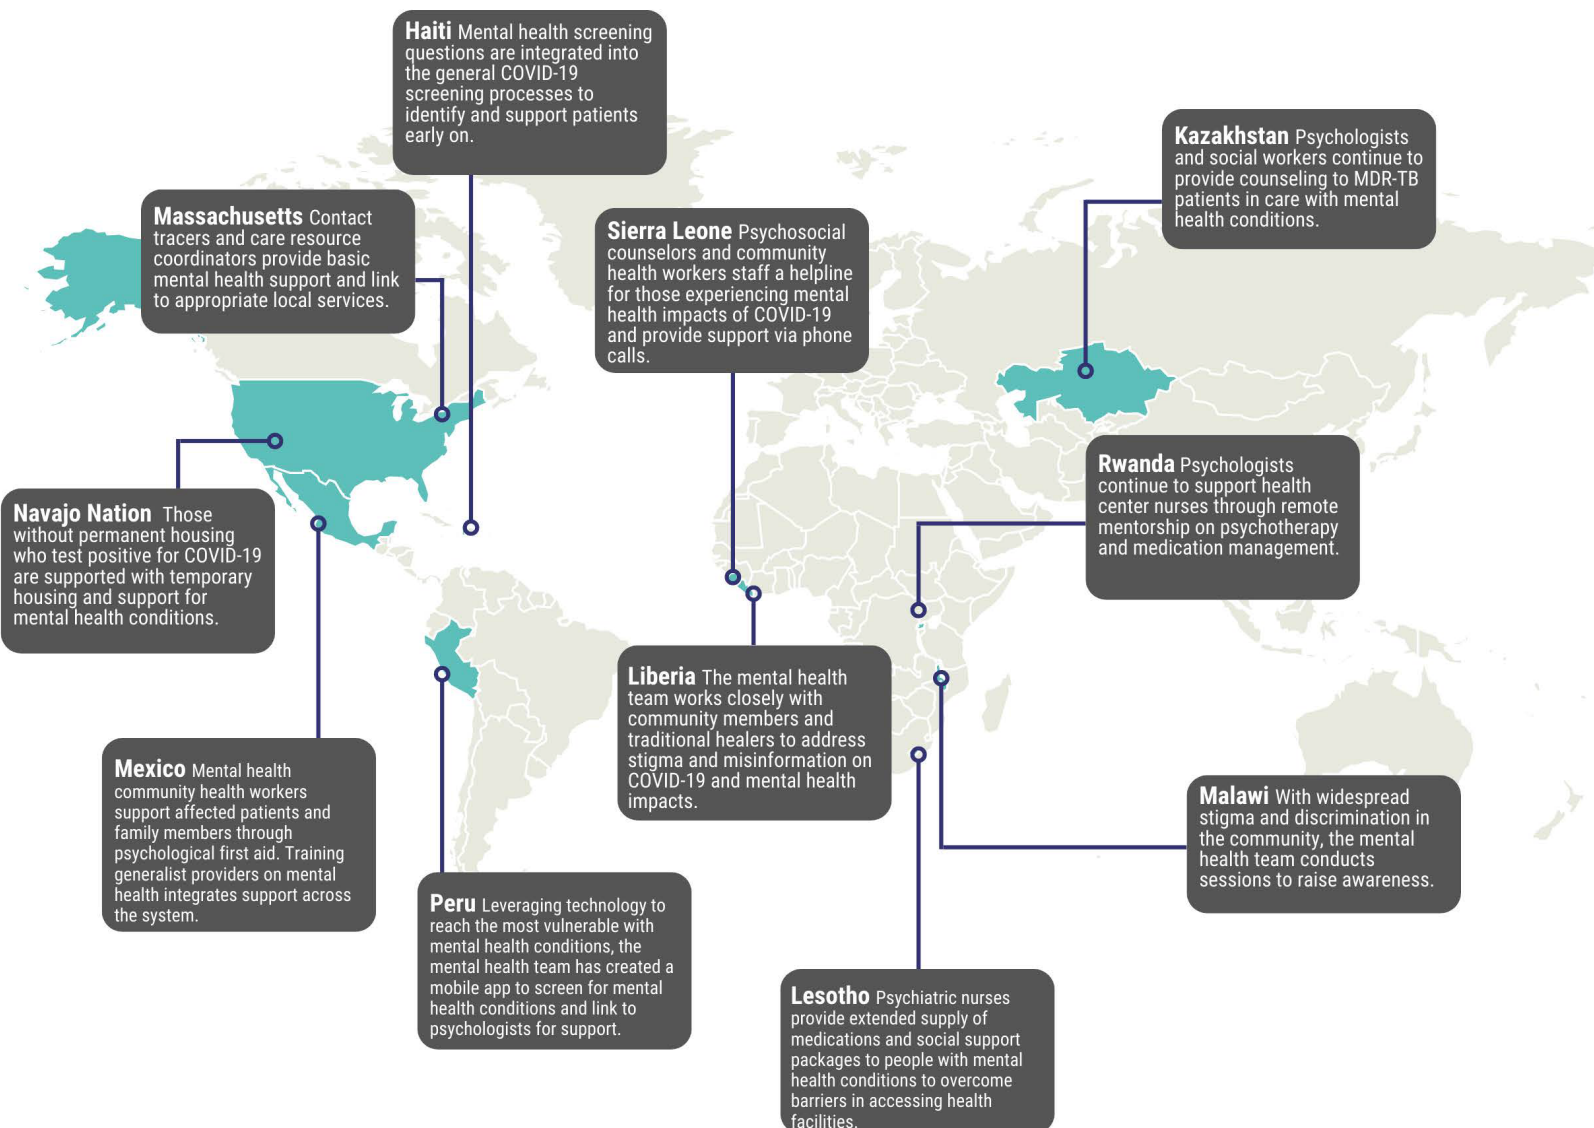 Haiti Mental health screening
questions are integrated into
the general COVID-19
screening processes to
identify and support patients
early on.
Kazakhstan Psychologists
and social workers continue to
provide counseling to MDR-TB
patients in care with mental
health conditions.
Massachusetts Contact
tracers and care resource
coordinators provide basic
mental health support and link
to appropriate local services.
Sierra Leone Psychosocial
counselors and community
health workers staff a helpline
for those experiencing mental
health impacts of COVID-19
and provide support via phone
calls.
Rwanda Psychologists
continue to support health
center nurses through remote
mentorship on psychotherapy
and medication management.
Navajo Nation Those
without permanent housing
who test positive for COVID-19
are supported with temporary
housing and support for
mental health conditions.
Liberia The mental health
team works closely with
community members and
traditional healers to address
stigma and misinformation on
COVID-19 and mental health
impacts.
Mexico Mental health
community health workers
support affected patients and
family members through
psychological first aid. Training
generalist providers on mental
health integrates support across
the system.
Malawi With widespread
stigma and discrimination in
the community, the mental
health team conducts
sessions to raise awareness.
Peru Leveraging technology to
reach the most vulnerable with
mental health conditions, the
mental health team has created a
mobile app to screen for mental
health conditions and link to
psychologists for support.
Lesotho Psychiatric nurses
provide extended supply of
medications and social support
packages to people with mental
health conditions to overcome
barriers in accessing health
facilities.